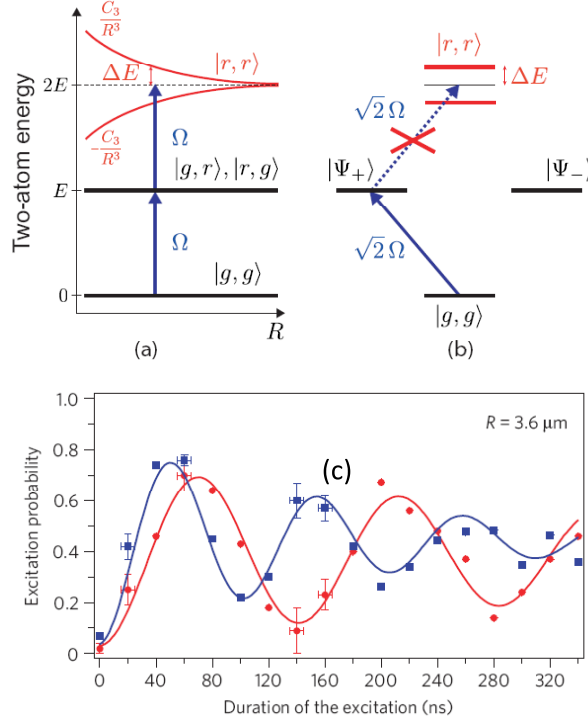 C₃
R³
ΔE
|r, r⟩
2E
−C₃
R³
Ω
|g, r⟩, |r, g⟩
E
Ω
|g, g⟩
0
R
Two-atom energy
(a)
|r, r⟩
ΔE
√2 Ω
|Ψ₊⟩
|Ψ₋⟩
√2 Ω
|g, g⟩
(b)
1.0
0.8
0.6
0.4
0.2
0
Excitation probability
(c)
R = 3.6 μm
0
40
80
120
160
200
240
280
320
Duration of the excitation (ns)